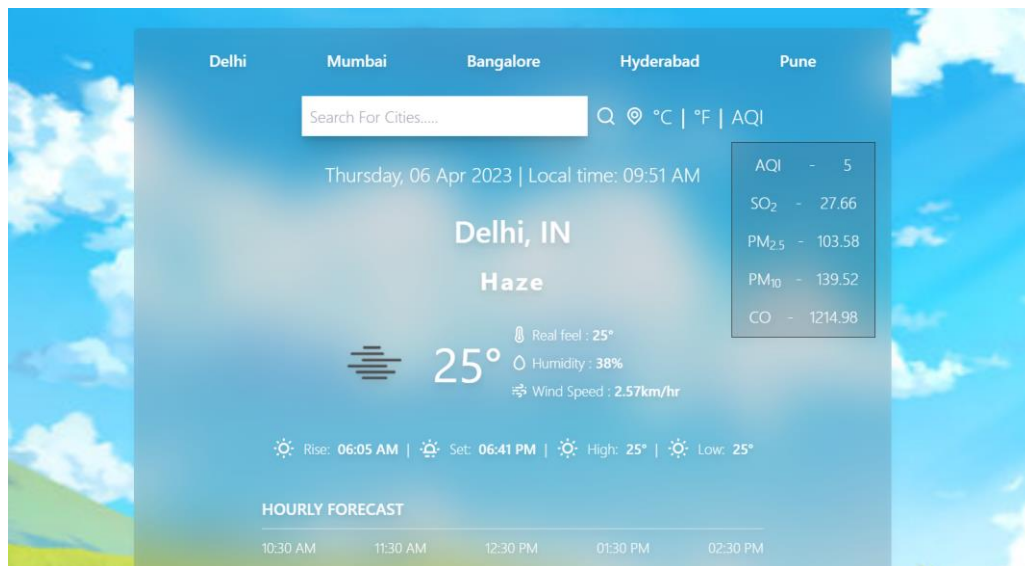 Delhi Mumbai Bangalore Hyderabad Pune
Search For Cities.....
°C | °F | AQI
Thursday, 06 Apr 2023 | Local time: 09:51 AM
AQI - 5
SO₂ - 27.66
PM₂.₅ - 103.58
PM₁₀ - 139.52
CO - 1214.98
Delhi, IN
Haze
25°
Real feel : 25°
Humidity : 38%
Wind Speed : 2.57km/hr
Rise: 06:05 AM | Set: 06:41 PM | High: 25° | Low: 25°
HOURLY FORECAST
10:30 AM 11:30 AM 12:30 PM 01:30 PM 02:30 PM